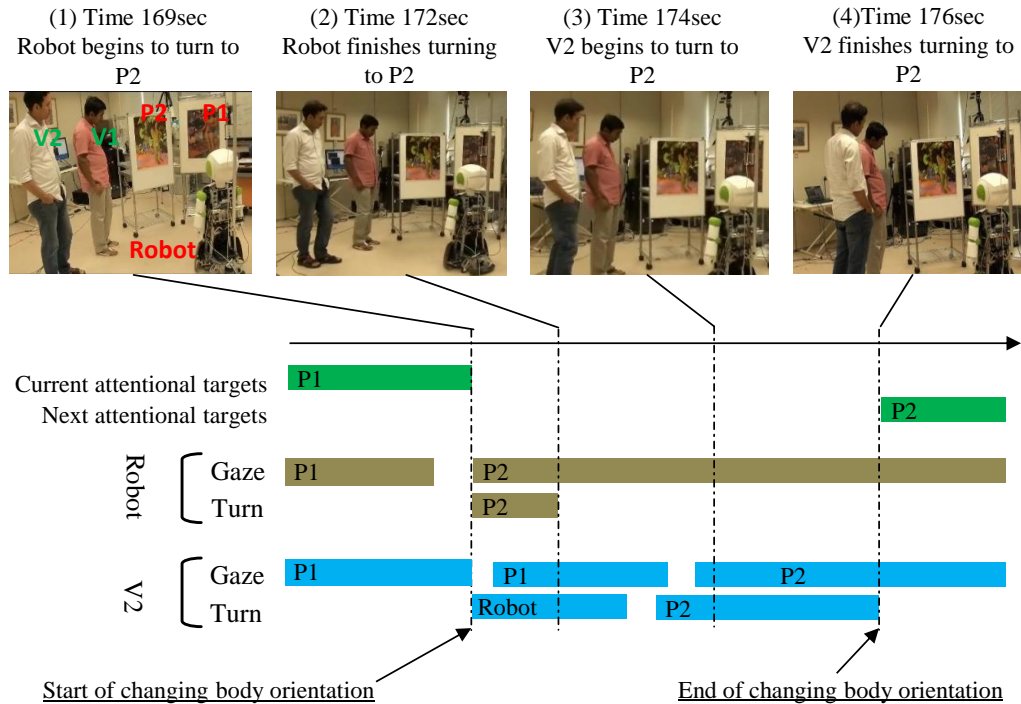 (1) Time 169sec
Robot begins to turn to
P2
(2) Time 172sec
Robot finishes turning
to P2
(3) Time 174sec
V2 begins to turn to
P2
(4)Time 176sec
V2 finishes turning to
P2
V2
V1
P2
P1
Robot
Current attentional targets
P1
Next attentional targets
P2
Robot
Gaze
P1
P2
Turn
P2
V2
Gaze
P1
P1
P2
Turn
Robot
P2
Start of changing body orientation
End of changing body orientation